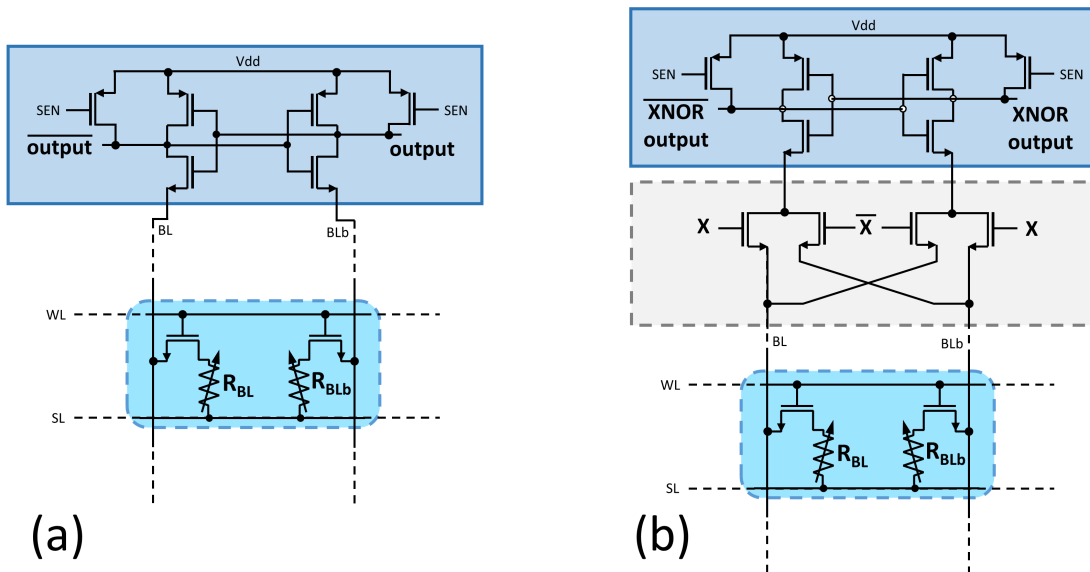 Vdd
SEN
SEN
output
output
BL
BLb
WL
R_BL
R_BLb
SL
(a)
Vdd
SEN
SEN
XNOR
output
XNOR
output
X
X
X
BL
BLb
WL
R_BL
R_BLb
SL
(b)